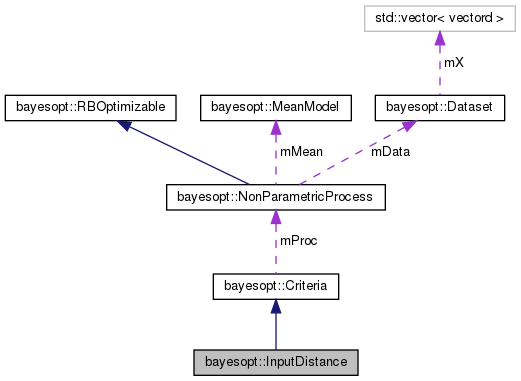 std::vector< vectord >
mX
bayesopt::RBOptimizable
bayesopt::MeanModel
bayesopt::Dataset
mMean
mData
bayesopt::NonParametricProcess
mProc
bayesopt::Criteria
bayesopt::InputDistance